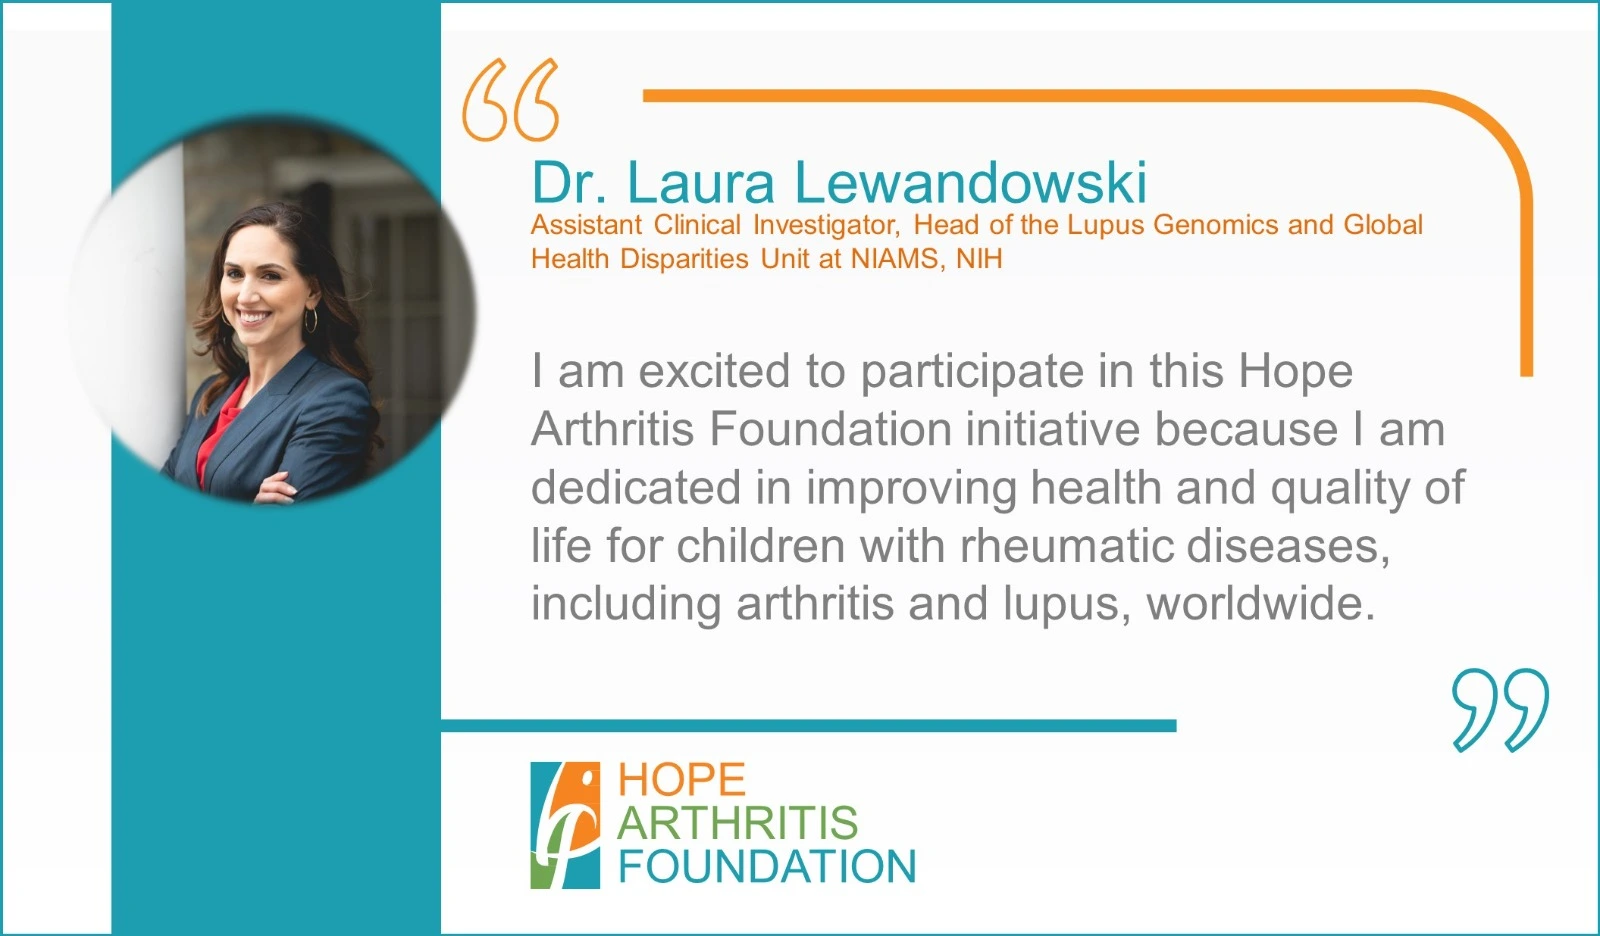 Dr. Laura Lewandowski
Assistant Clinical Investigator, Head of the Lupus Genomics and Global
Health Disparities Unit at NIAMS, NIH
I am excited to participate in this Hope
Arthritis Foundation initiative because I am
dedicated in improving health and quality of
life for children with rheumatic diseases,
including arthritis and lupus, worldwide.
HOPE
ARTHRITIS
FOUNDATION